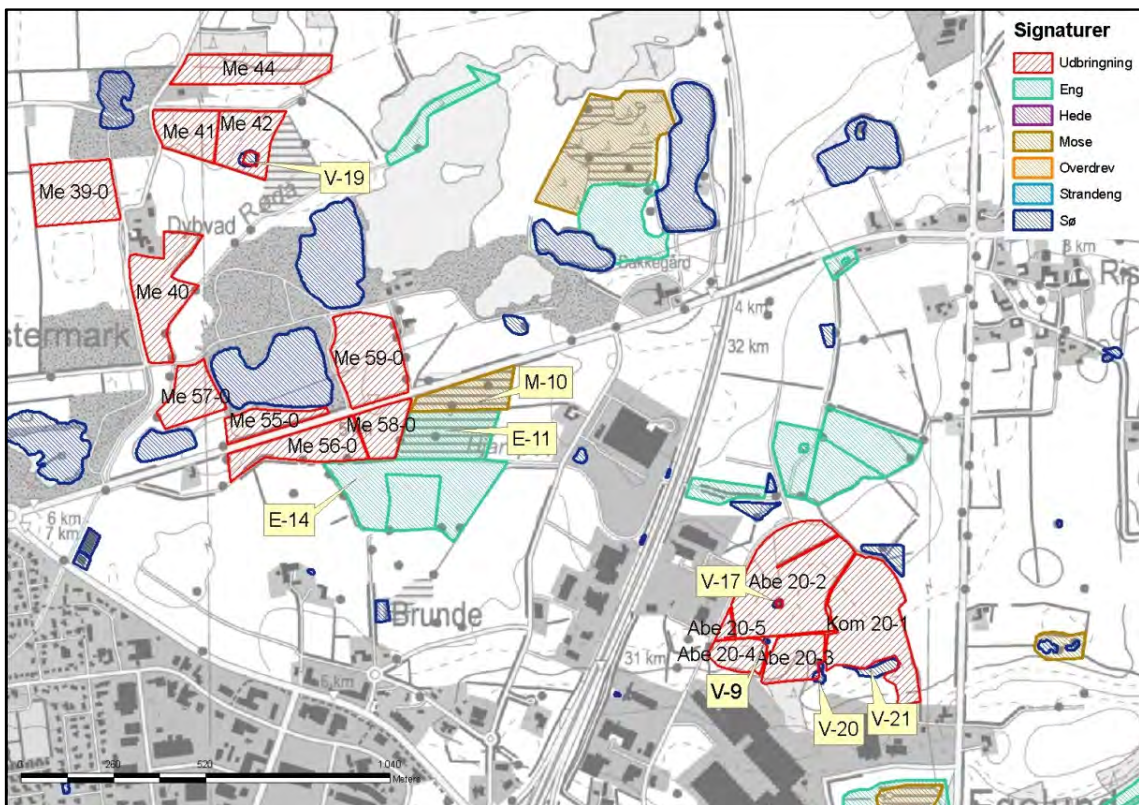 Signaturer
Udbringning
Eng
Hede
Mose
Overdrev
Strandeng
Sø
Me 44
Me 41
Me 42
V-19
Me 39-0
Dybvad
Røda
Me 40
Bakkegård
3 km
Ris
4 km
32 km
stermark
Me 59-0
Me 57-0
Me 55-0
M-10
Me 58-0
Me 56-0
E-11
E-14
6 km
7 km
V-17
Abe 20-2
Brunde
Abe 20-5
Kom 20-1
Abe 20-4
Abe 20-3
31 km
V-9
V-20
V-21
6 km
0
260
520
1.040
Meters